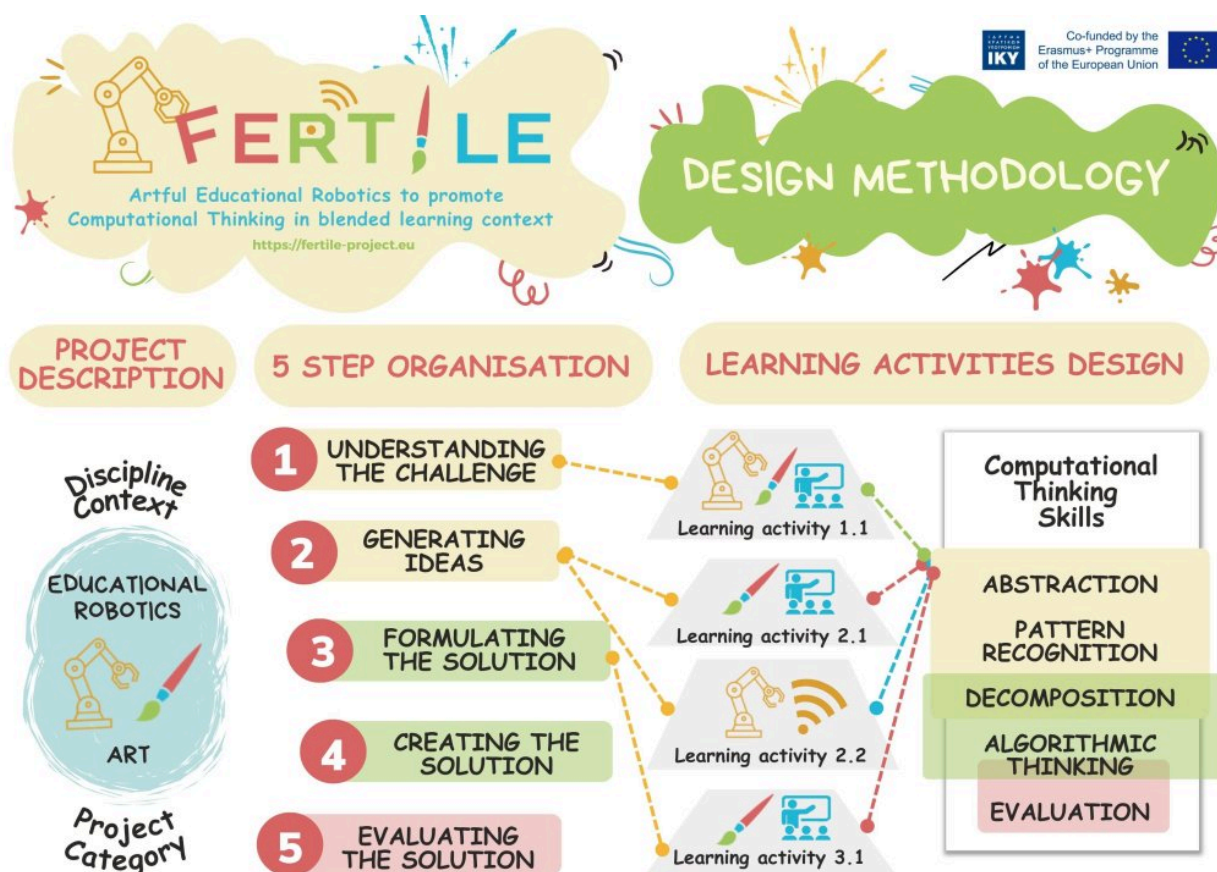 FERTILE
Artful Educational Robotics to promote
Computational Thinking in blended learning context
https://fertile-project.eu
ΙΔΡΥΜΑ
ΚΡΑΤΙΚΩΝ
ΥΠΟΤΡΟΦΙΩΝ
IKY
Co-funded by the
Erasmus+ Programme
of the European Union
DESIGN METHODOLOGY
PROJECT
DESCRIPTION
5 STEP ORGANISATION
LEARNING ACTIVITIES DESIGN
Discipline
Context
EDUCATIONAL
ROBOTICS
ART
Project
Category
1
UNDERSTANDING
THE CHALLENGE
2
GENERATING
IDEAS
3
FORMULATING
THE SOLUTION
4
CREATING THE
SOLUTION
5
EVALUATING
THE SOLUTION
Learning activity 1.1
Learning activity 2.1
Learning activity 2.2
Learning activity 3.1
Computational
Thinking
Skills
ABSTRACTION
PATTERN
RECOGNITION
DECOMPOSITION
ALGORITHMIC
THINKING
EVALUATION